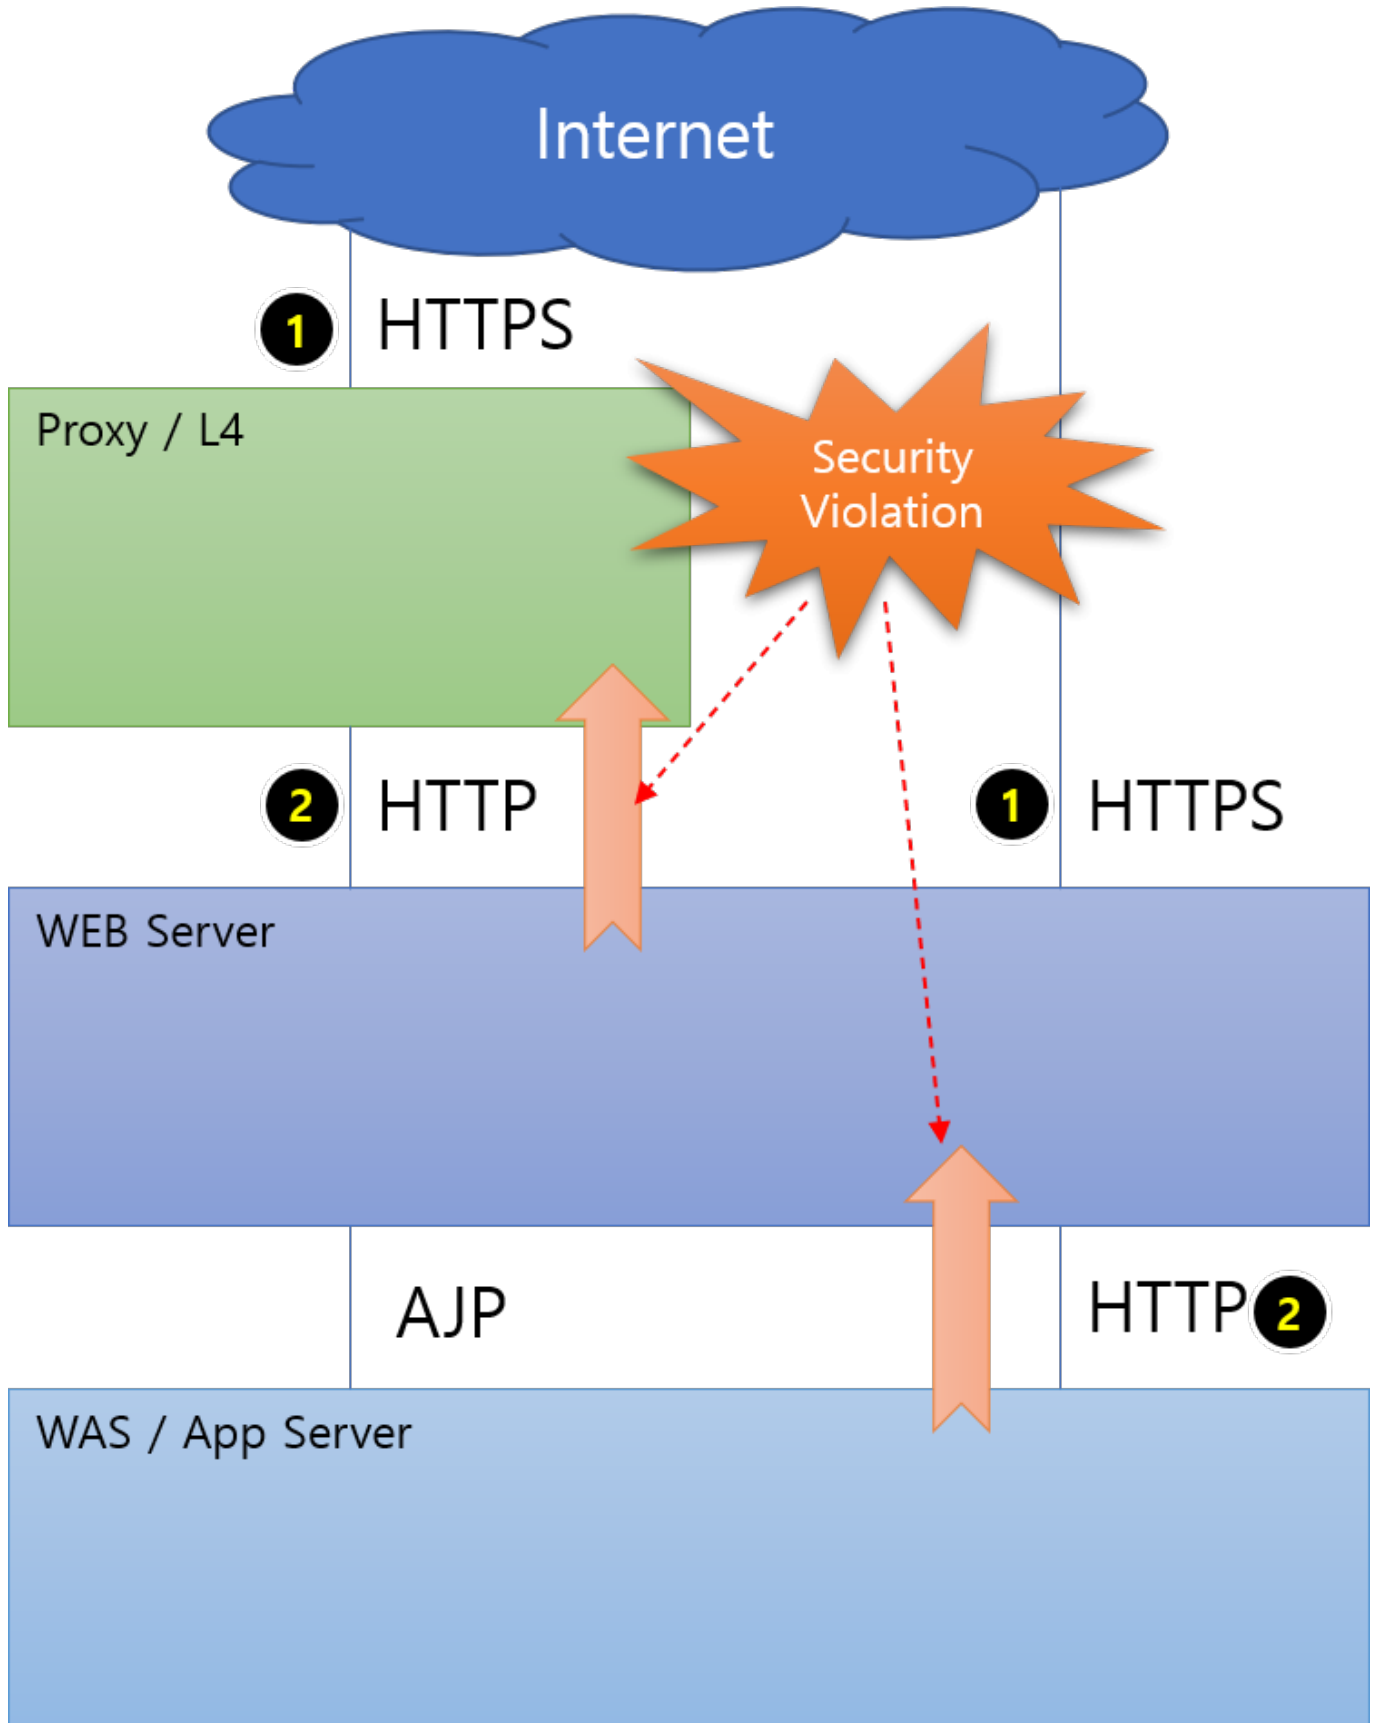 Internet
1 HTTPS
Proxy / L4
Security
Violation
2 HTTP
1 HTTPS
WEB Server
AJP
HTTP 2
WAS / App Server